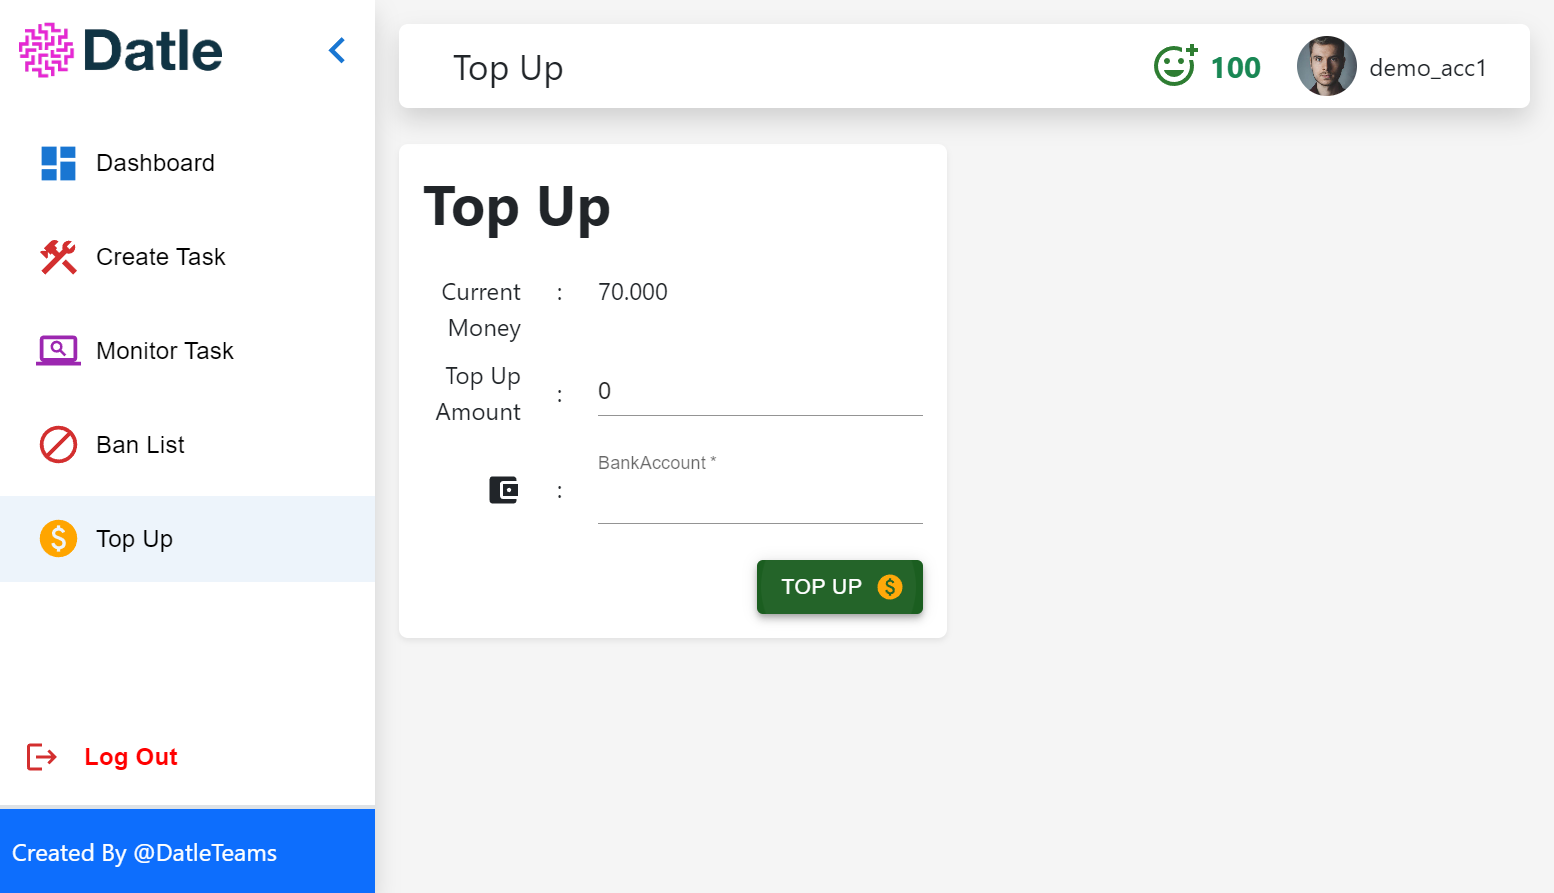 Datle
Top Up
100
demo_acc1
Dashboard
Create Task
Monitor Task
Ban List
Top Up
Log Out
Created By @DatleTeams
Top Up
Current
Money
:
70.000
Top Up
Amount
:
0
:
BankAccount *
TOP UP $